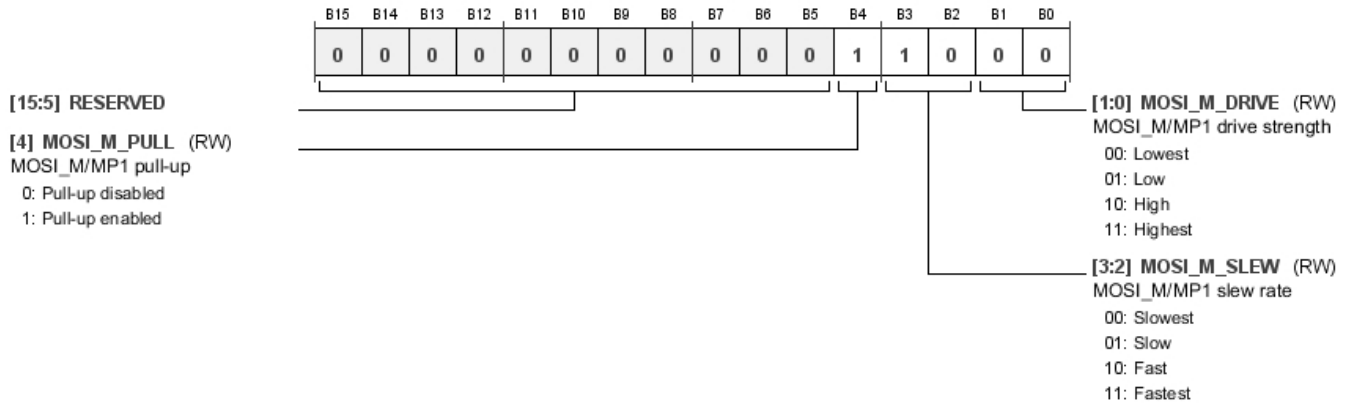 B15 B14 B13 B12 B11 B10 B9 B8 B7 B6 B5 B4 B3 B2 B1 B0
0 0 0 0 0 0 0 0 0 0 0 1 1 0 0 0
[15:5] RESERVED
[4] MOSI_M_PULL (RW)
MOSI_M/MP1 pull-up
0: Pull-up disabled
1: Pull-up enabled
[1:0] MOSI_M_DRIVE (RW)
MOSI_M/MP1 drive strength
00: Lowest
01: Low
10: High
11: Highest
[3:2] MOSI_M_SLEW (RW)
MOSI_M/MP1 slew rate
00: Slowest
01: Slow
10: Fast
11: Fastest